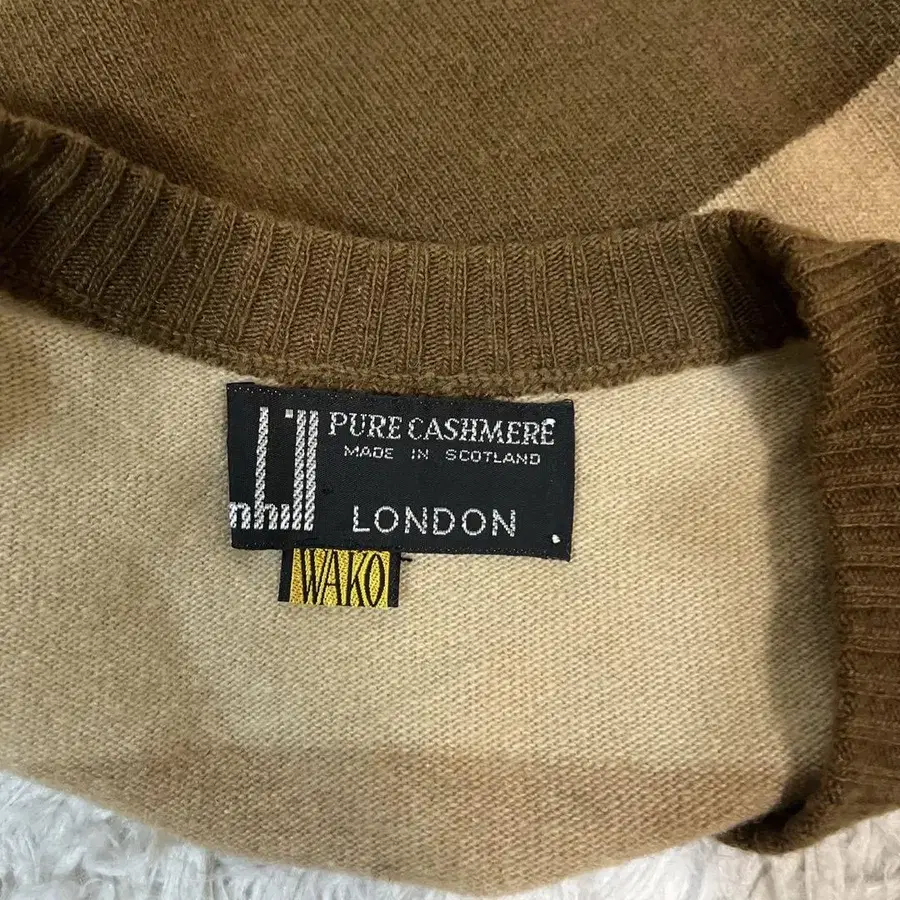 PURE CASHMERE
MADE IN SCOTLAND
nhill
LONDON
WAKO